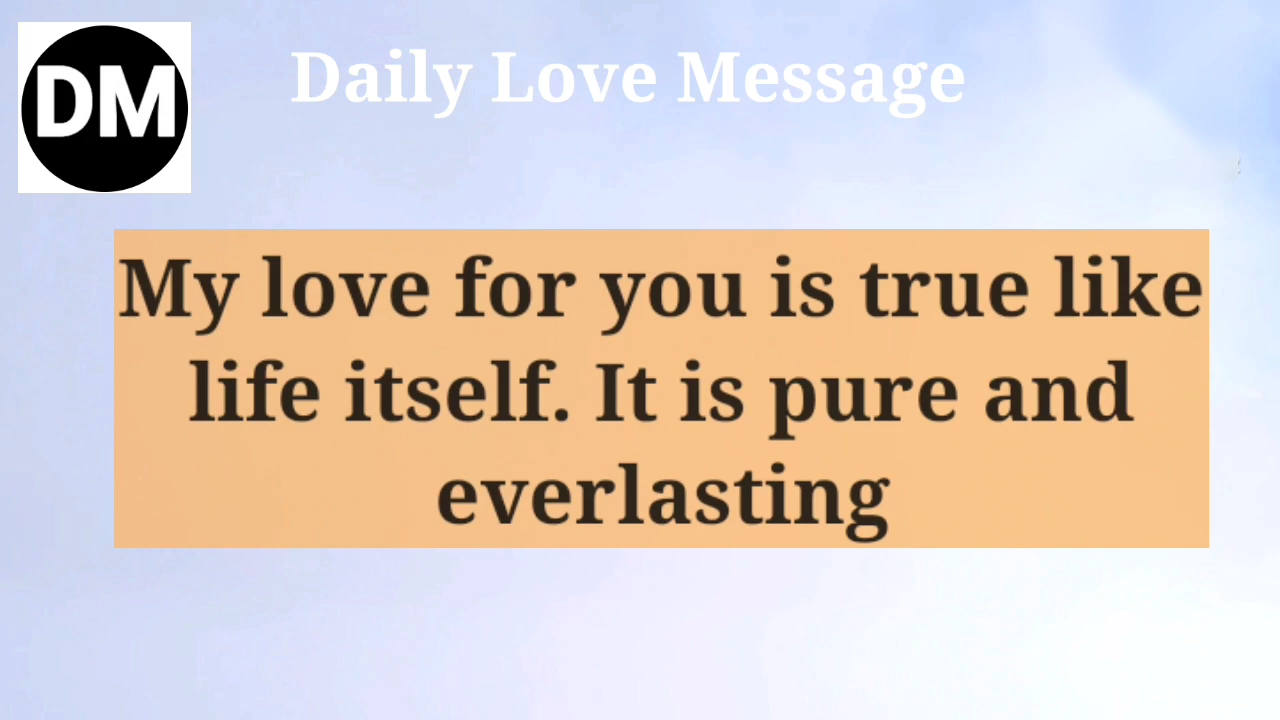 DM
Daily Love Message
My love for you is true like
life itself. It is pure and
everlasting